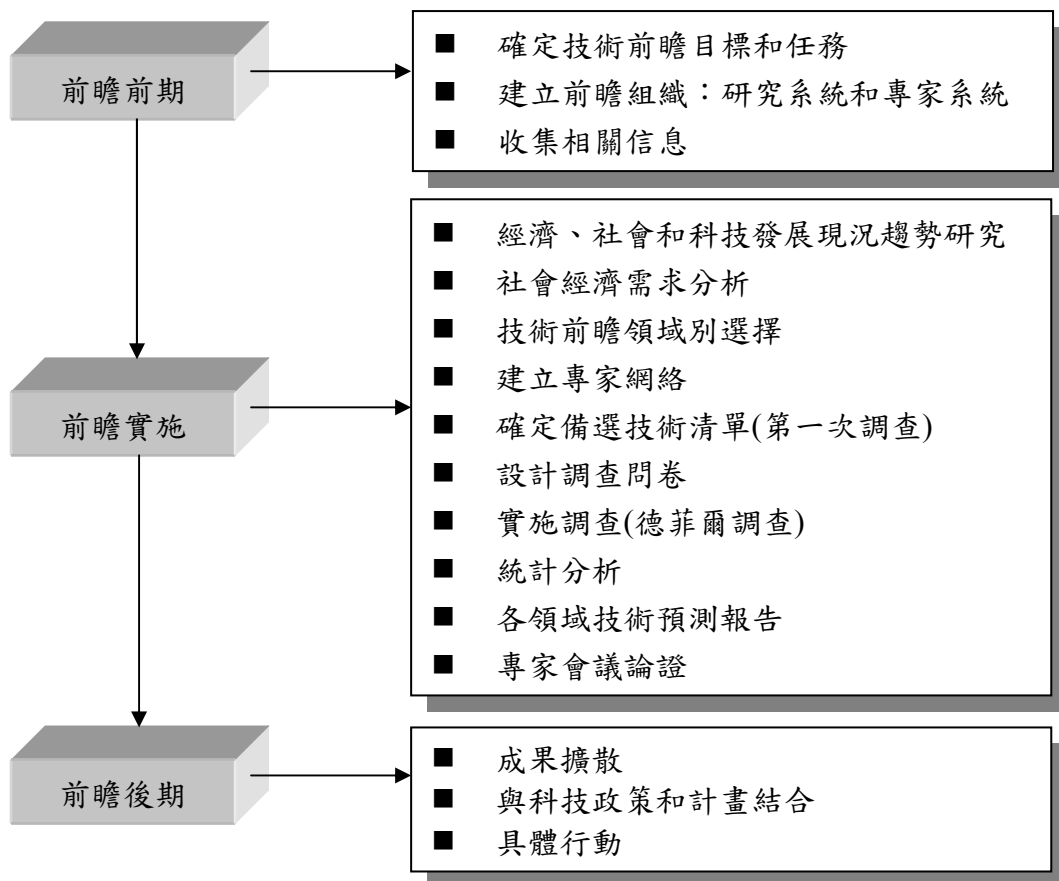 前瞻前期
■ 確定技術前瞻目標和任務
■ 建立前瞻組織：研究系統和專家系統
■ 收集相關信息
前瞻實施
■ 經濟、社會和科技發展現況趨勢研究
■ 社會經濟需求分析
■ 技術前瞻領域別選擇
■ 建立專家網絡
■ 確定備選技術清單(第一次調查)
■ 設計調查問卷
■ 實施調查(德菲爾調查)
■ 統計分析
■ 各領域技術預測報告
■ 專家會議論證
前瞻後期
■ 成果擴散
■ 與科技政策和計畫結合
■ 具體行動